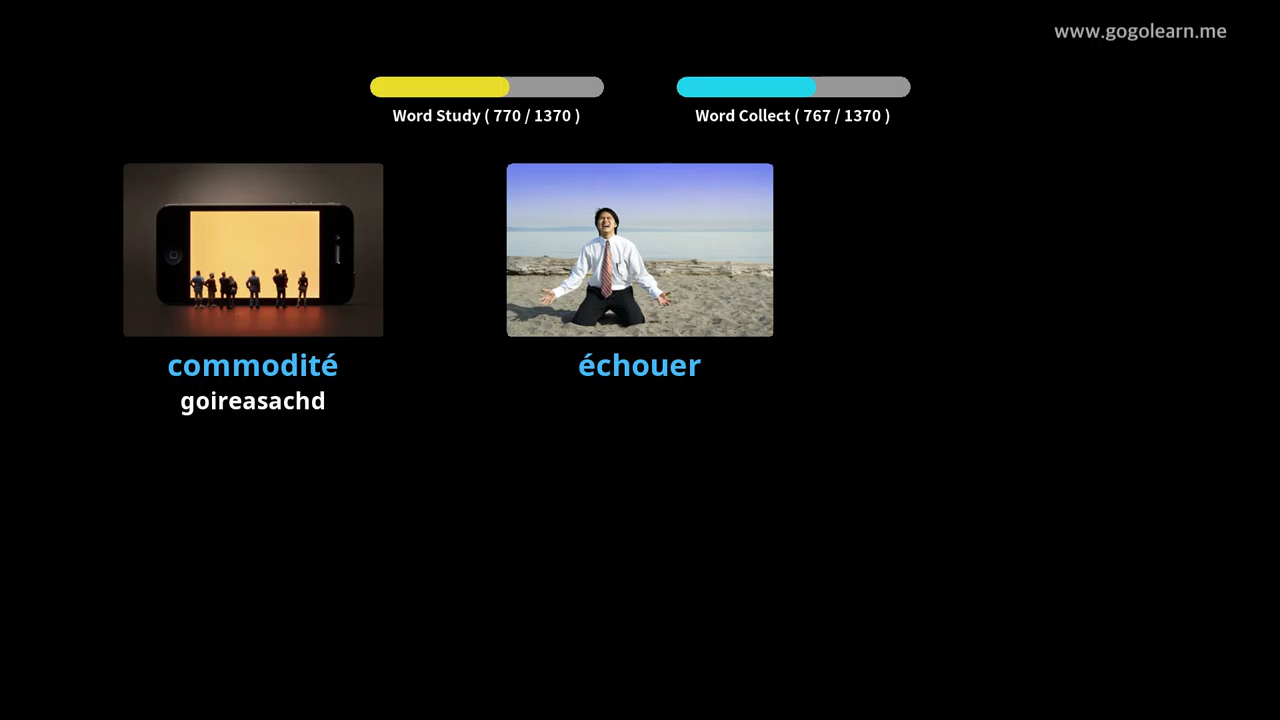 www.gogolearn.me
Word Study ( 770 / 1370 )
Word Collect ( 767 / 1370 )
commodité
goireasachd
échouer